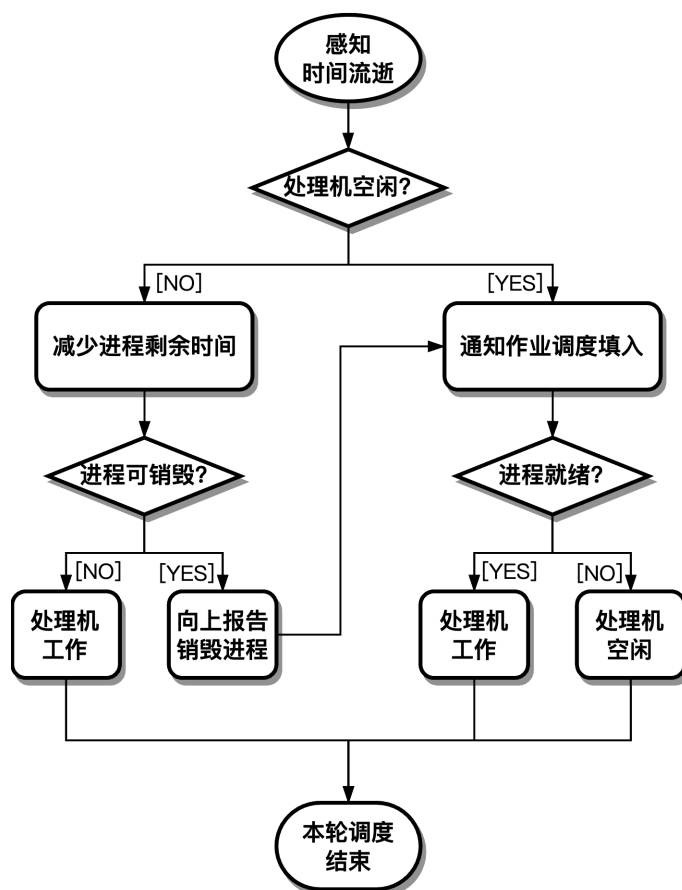 感知
时间流逝
处理机空闲?
[NO]
[YES]
减少进程剩余时间
通知作业调度填入
进程可销毁?
进程就绪?
[NO]
[YES]
[YES]
[NO]
处理机
工作
向上报告
销毁进程
处理机
工作
处理机
空闲
本轮调度
结束